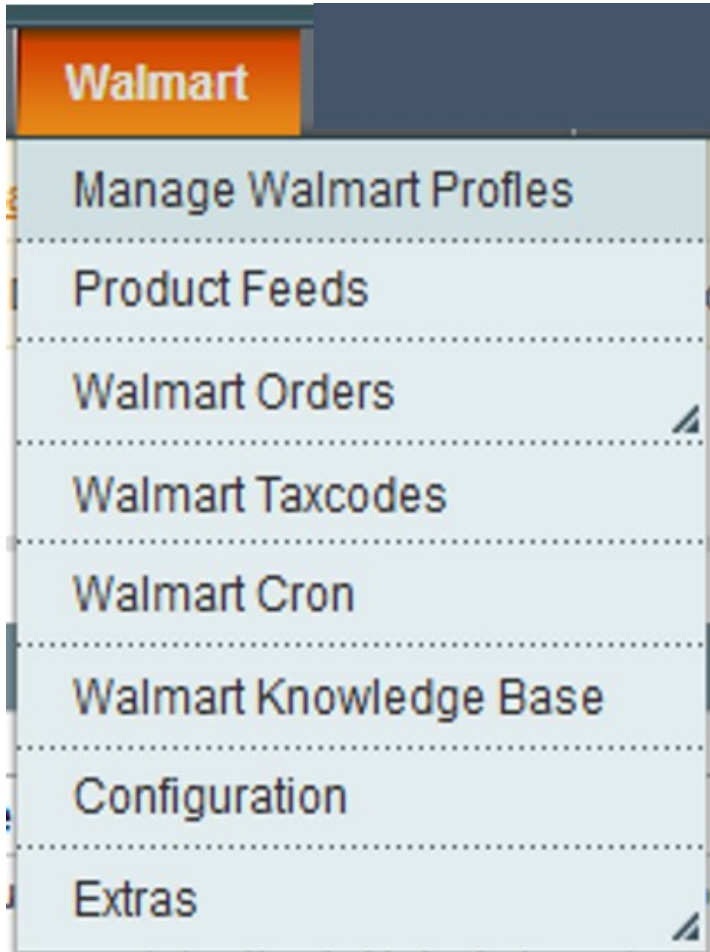 Walmart
Manage Walmart Profles
Product Feeds
Walmart Orders
Walmart Taxcodes
Walmart Cron
Walmart Knowledge Base
Configuration
Extras